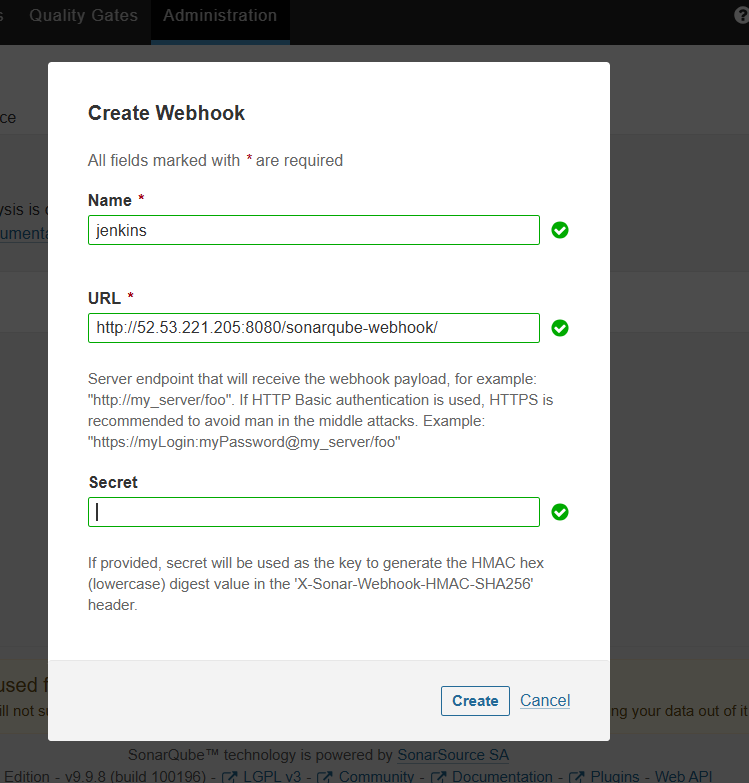 s Quality Gates Administration ?
Create Webhook
ce
All fields marked with * are required
Name *
ysis is
jenkins
umenta
URL *
http://52.53.221.205:8080/sonarqube-webhook/
Server endpoint that will receive the webhook payload, for example:
"http://my_server/foo". If HTTP Basic authentication is used, HTTPS is
recommended to avoid man in the middle attacks. Example:
"https://myLogin:myPassword@my_server/foo"
Secret
If provided, secret will be used as the key to generate the HMAC hex
(lowercase) digest value in the 'X-Sonar-Webhook-HMAC-SHA256'
header.
used f
Create Cancel
ill not su ng your data out of it
SonarQube™ technology is powered by SonarSource SA
Edition - v9.9.8 (build 100196) - LGPL v3 - Community - Documentation - Plugins - Web API